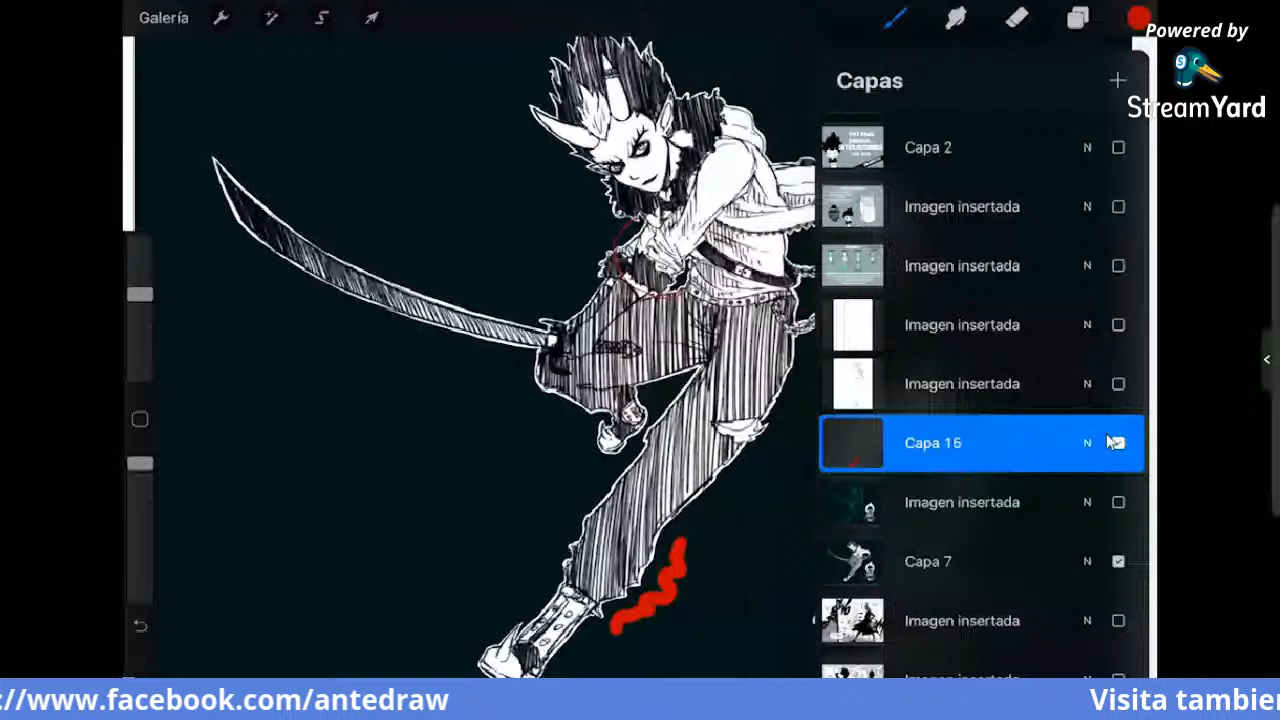 Galería
Powered by
StreamYard
Capas
Capa 2 N
Imagen insertada N
Imagen insertada N
Imagen insertada N
Imagen insertada N
Capa 15 N
Imagen insertada N
Capa 7 N
Imagen insertada N
://www.facebook.com/antedraw
Visita tambien